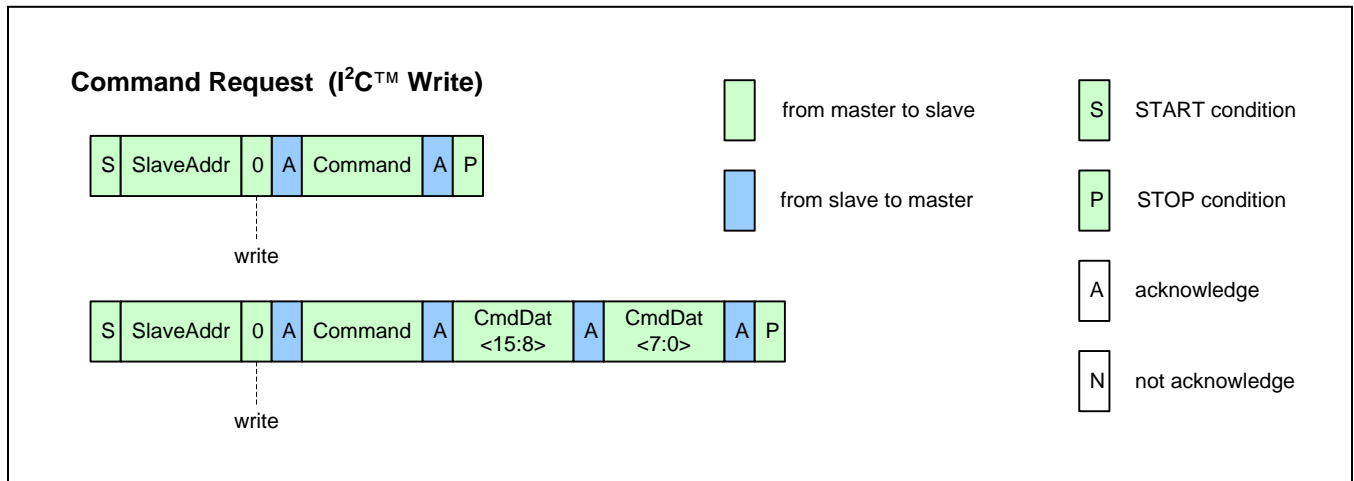 Command Request (I²C™ Write)
from master to slave
S START condition
S SlaveAddr 0 A Command A P
from slave to master
P STOP condition
write
A acknowledge
S SlaveAddr 0 A Command A CmdDat <15:8> A CmdDat <7:0> A P
N not acknowledge
write